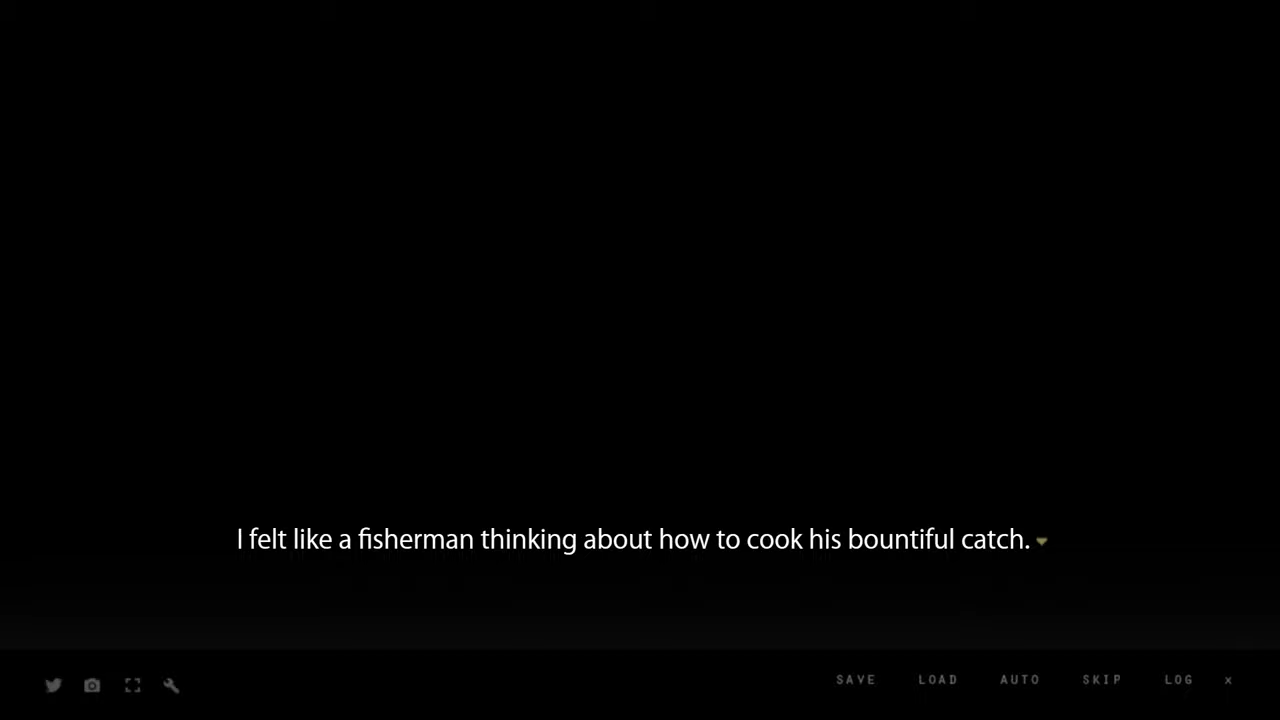 I felt like a fisherman thinking about how to cook his bountiful catch.
SAVE LOAD AUTO SKIP LOG x